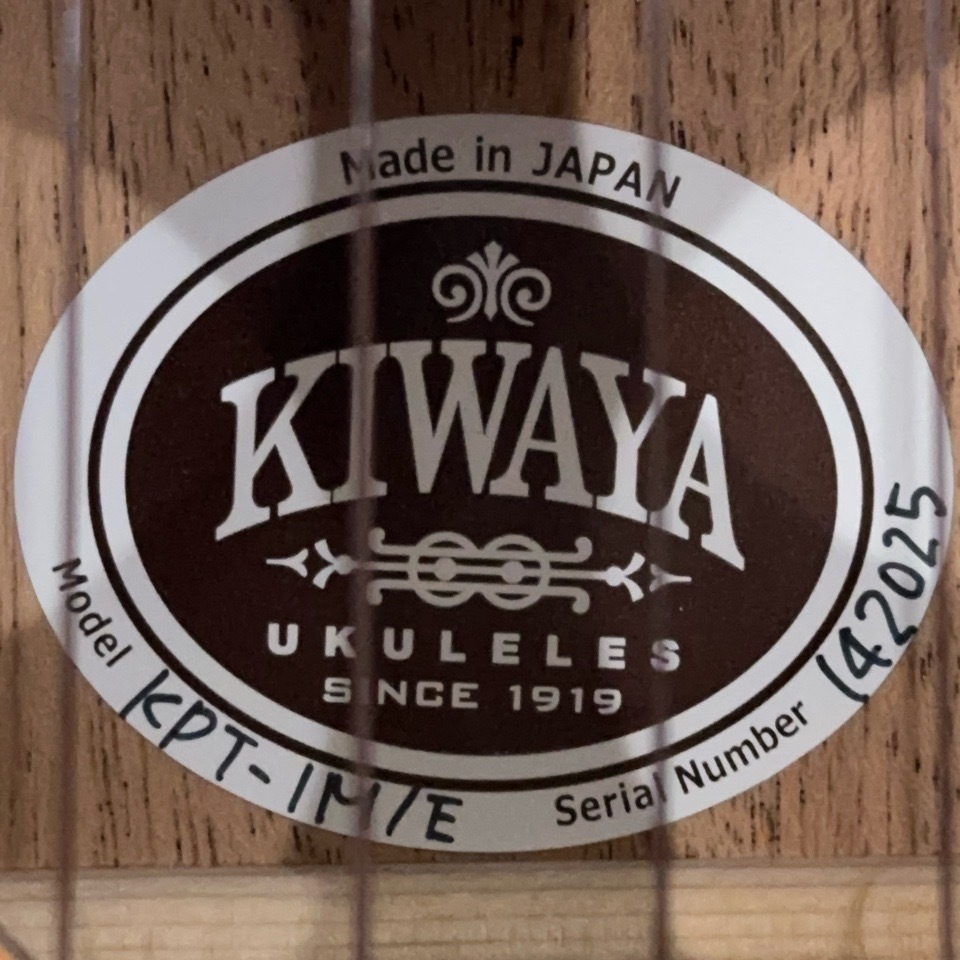 Made in JAPAN
KIWAYA
UKULELES
SINCE 1919
Model KPT-1M/E
Serial Number 142025